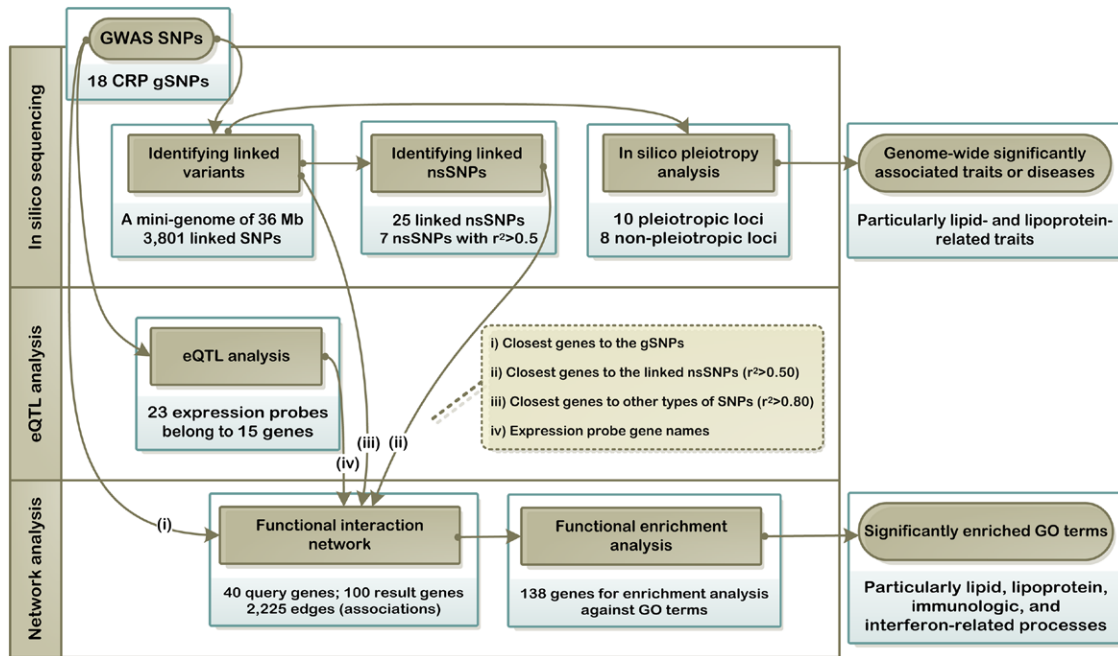 GWAS SNPs
18 CRP gSNPs
In silico sequencing
Identifying linked
variants
A mini-genome of 36 Mb
3,801 linked SNPs
Identifying linked
nsSNPs
25 linked nsSNPs
7 nsSNPs with r²>0.5
In silico pleiotropy
analysis
10 pleiotropic loci
8 non-pleiotropic loci
Genome-wide significantly
associated traits or diseases
Particularly lipid- and lipoprotein-
related traits
eQTL analysis
eQTL analysis
23 expression probes
belong to 15 genes
i) Closest genes to the gSNPs
ii) Closest genes to the linked nsSNPs (r²>0.50)
iii) Closest genes to other types of SNPs (r²>0.80)
iv) Expression probe gene names
(i)
(iv)
(iii)
(ii)
Network analysis
Functional interaction
network
40 query genes; 100 result genes
2,225 edges (associations)
Functional enrichment
analysis
138 genes for enrichment analysis
against GO terms
Significantly enriched GO terms
Particularly lipid, lipoprotein,
immunologic, and
interferon-related processes